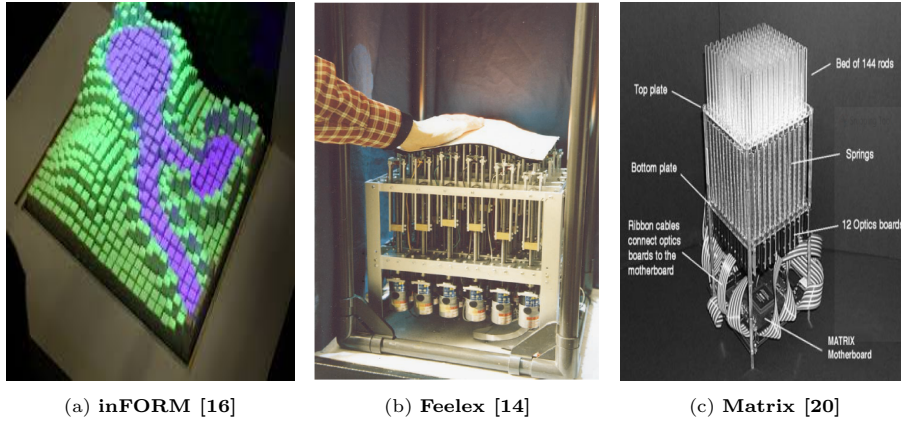 Bed of 144 rods
Top plate
Springs
Bottom plate
12 Optics boards
Ribbon cables
connect optics
boards to the
motherboard
MATRIX
Motherboard
(a) inFORM [16]
(b) Feelex [14]
(c) Matrix [20]